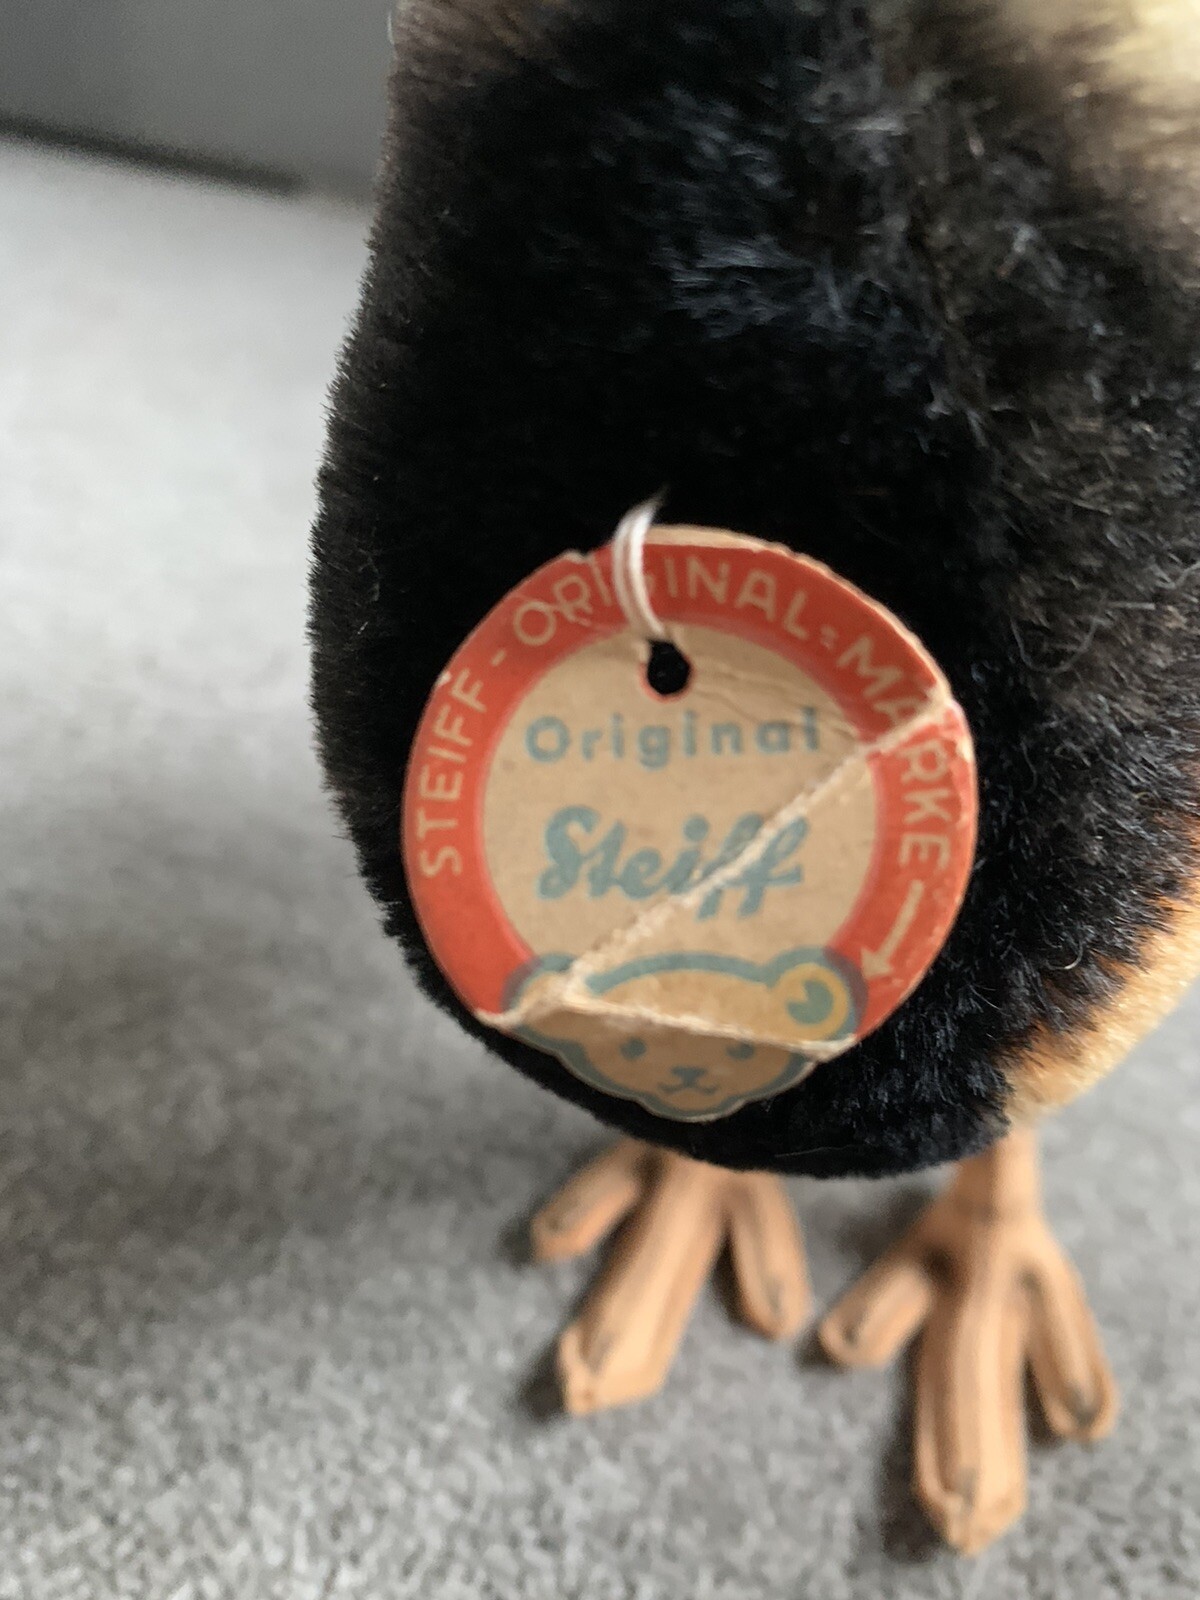 STEIFF - ORIGINAL=MARKE
Original
Steiff